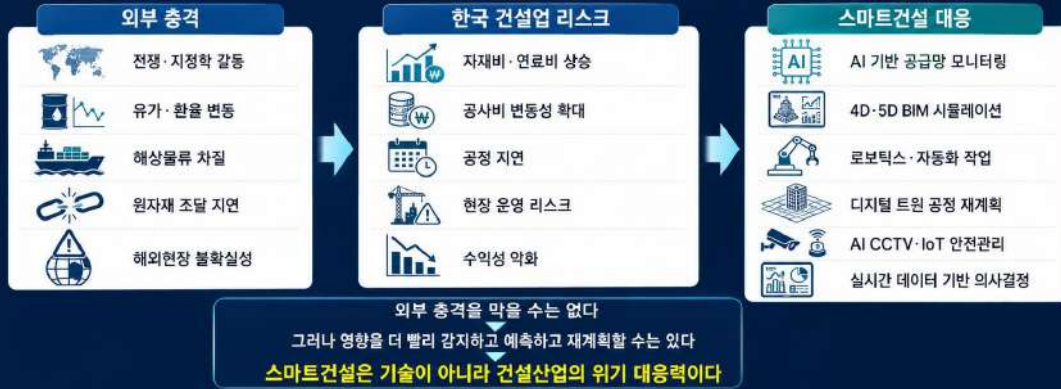 외부 충격
전쟁·지정학 갈등
유가·환율 변동
해상물류 차질
원자재 조달 지연
해외현장 불확실성
한국 건설업 리스크
자재비·연료비 상승
공사비 변동성 확대
공정 지연
현장 운영 리스크
수익성 악화
스마트건설 대응
AI
AI 기반 공급망 모니터링
4D·5D BIM 시뮬레이션
로보틱스·자동화 작업
디지털 트윈 공정 재계획
AI CCTV·IoT 안전관리
실시간 데이터 기반 의사결정
외부 충격을 막을 수는 없다
그러나 영향을 더 빨리 감지하고 예측하고 재계획할 수는 있다
스마트건설은 기술이 아니라 건설산업의 위기 대응력이다